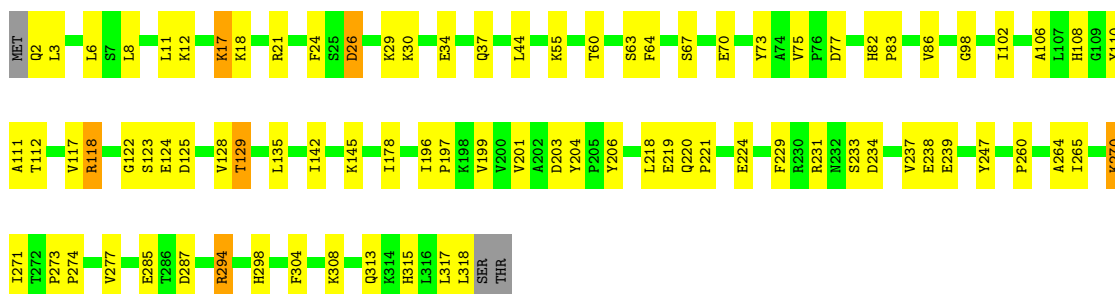 MET Q2 L3 L6 S7 L8 L11 K12 K17 K18 R21 F24 S25 D26 K29 K30 E34 Q37 L44 K55 T60 S63 F64 S67 E70 Y73 A74 V75 P76 D77 H82 P83 V86 G98 I102 A106 L107 H108 G109 Y110
A111 T112 V117 R118 G122 S123 E124 D125 V128 T129 L135 I142 K145 I178 I196 P197 K198 V199 V200 V201 A202 D203 Y204 P205 Y206 L218 E219 Q220 P221 E224 F229 R230 R231 N232 S233 D234 V237 E238 E239 Y247 P260 A264 I265 K270
I271 T272 P273 P274 V277 E285 T286 D287 R294 H298 F304 K308 Q313 K314 H315 L316 L317 L318 SER THR